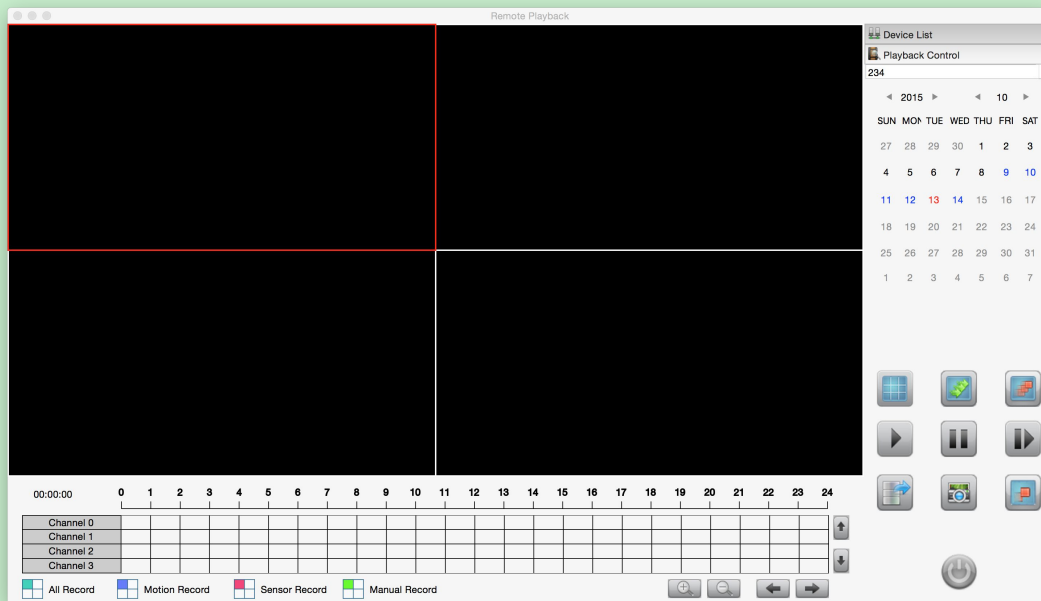 Remote Playback
Device List
Playback Control
234
2015 10
SUN MON TUE WED THU FRI SAT
27 28 29 30 1 2 3
4 5 6 7 8 9 10
11 12 13 14 15 16 17
18 19 20 21 22 23 24
25 26 27 28 29 30 31
1 2 3 4 5 6 7
00:00:00 0 1 2 3 4 5 6 7 8 9 10 11 12 13 14 15 16 17 18 19 20 21 22 23 24
Channel 0
Channel 1
Channel 2
Channel 3
All Record Motion Record Sensor Record Manual Record